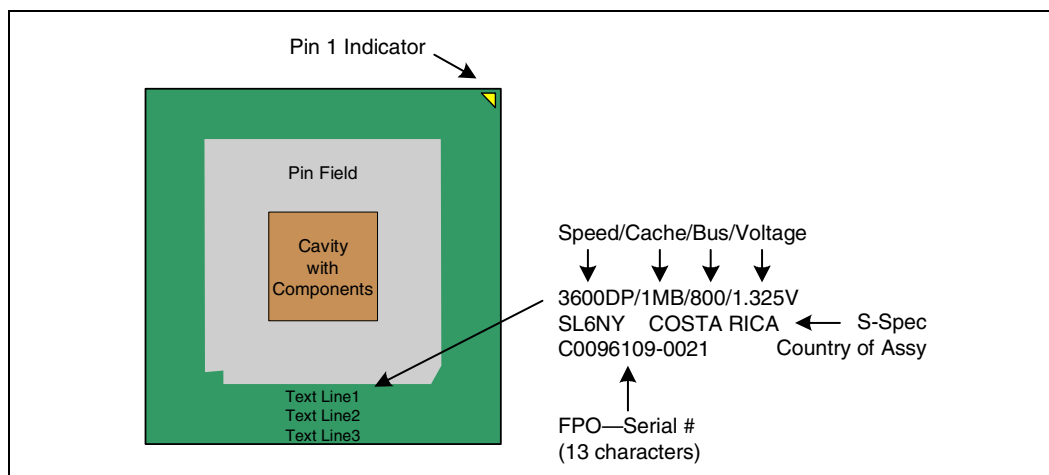 Pin 1 Indicator
Pin Field
Cavity
with
Components
Text Line1
Text Line2
Text Line3
Speed/Cache/Bus/Voltage
3600DP/1MB/800/1.325V
SL6NY COSTA RICA
C0096109-0021
S-Spec
Country of Assy
FPO—Serial #
(13 characters)